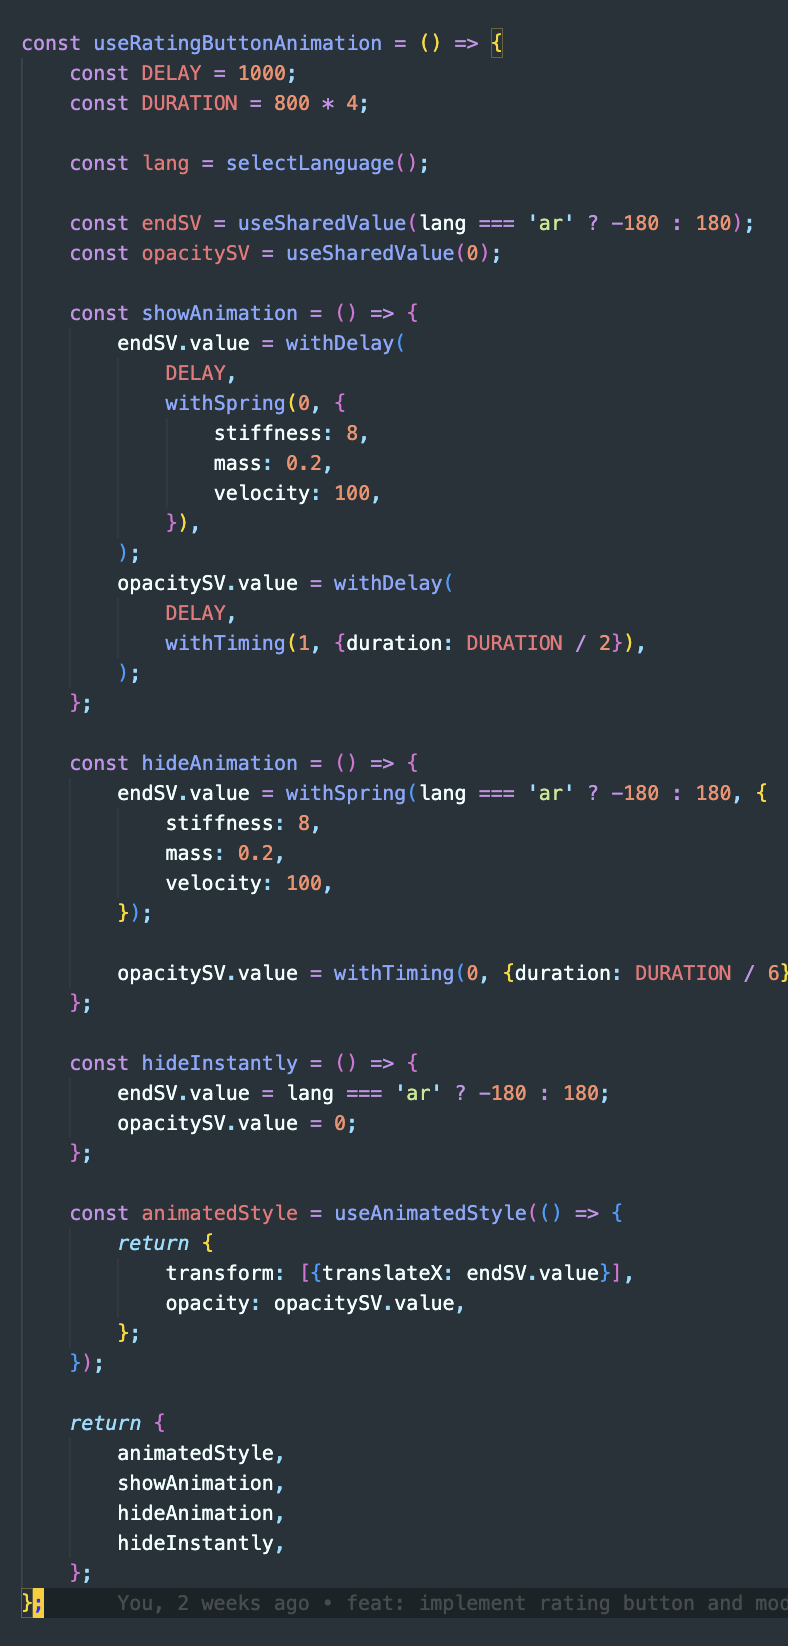 const useRatingButtonAnimation = () => {
    const DELAY = 1000;
    const DURATION = 800 * 4;

    const lang = selectLanguage();

    const endSV = useSharedValue(lang === 'ar' ? -180 : 180);
    const opacitySV = useSharedValue(0);

    const showAnimation = () => {
        endSV.value = withDelay(
            DELAY,
            withSpring(0, {
                stiffness: 8,
                mass: 0.2,
                velocity: 100,
            }),
        );
        opacitySV.value = withDelay(
            DELAY,
            withTiming(1, {duration: DURATION / 2}),
        );
    };

    const hideAnimation = () => {
        endSV.value = withSpring(lang === 'ar' ? -180 : 180, {
            stiffness: 8,
            mass: 0.2,
            velocity: 100,
        });

        opacitySV.value = withTiming(0, {duration: DURATION / 6}
    };

    const hideInstantly = () => {
        endSV.value = lang === 'ar' ? -180 : 180;
        opacitySV.value = 0;
    };

    const animatedStyle = useAnimatedStyle(() => {
        return {
            transform: [{translateX: endSV.value}],
            opacity: opacitySV.value,
        };
    });

    return {
        animatedStyle,
        showAnimation,
        hideAnimation,
        hideInstantly,
    };
};      You, 2 weeks ago • feat: implement rating button and mod